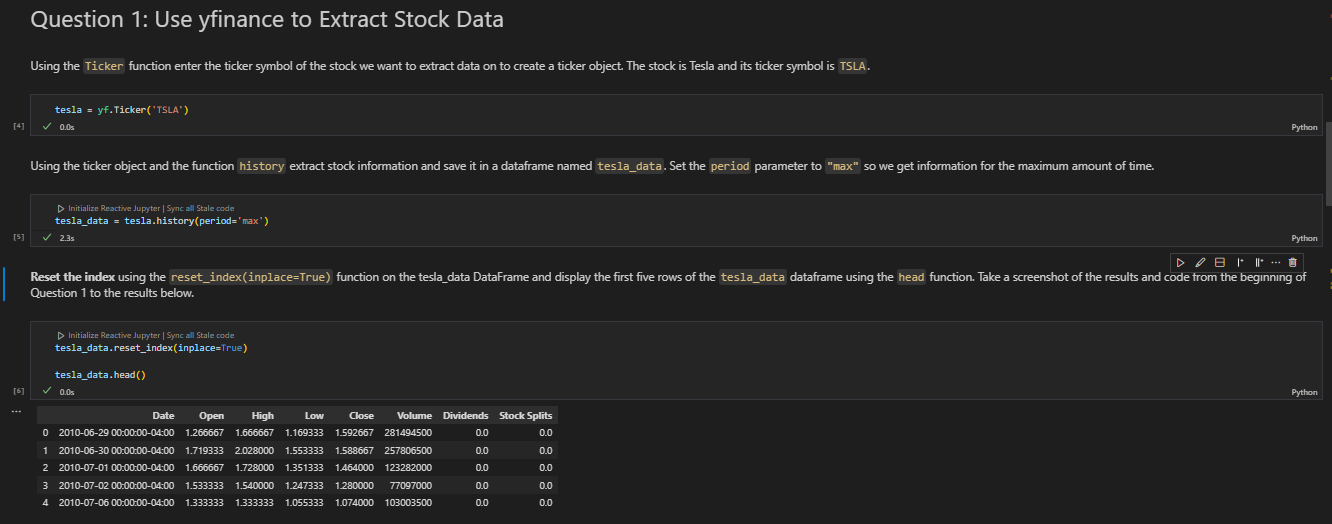 Question 1: Use yfinance to Extract Stock Data
Using the Ticker function enter the ticker symbol of the stock we want to extract data on to create a ticker object. The stock is Tesla and its ticker symbol is TSLA.
tesla = yf.Ticker('TSLA')
[4] 0.0s Python
Using the ticker object and the function history extract stock information and save it in a dataframe named tesla_data. Set the period parameter to "max" so we get information for the maximum amount of time.
Initialize Reactive Jupyter | Sync all Stale code
tesla_data = tesla.history(period='max')
[5] 2.3s Python
Reset the index using the reset_index(inplace=True) function on the tesla_data DataFrame and display the first five rows of the tesla_data dataframe using the head function. Take a screenshot of the results and code from the beginning of
Question 1 to the results below.
Initialize Reactive Jupyter | Sync all Stale code
tesla_data.reset_index(inplace=True)
tesla_data.head()
[6] 0.0s Python
Date Open High Low Close Volume Dividends Stock Splits
0 2010-06-29 00:00:00-04:00 1.266667 1.666667 1.169333 1.592667 281494500 0.0 0.0
1 2010-06-30 00:00:00-04:00 1.719333 2.028000 1.553333 1.588667 257806500 0.0 0.0
2 2010-07-01 00:00:00-04:00 1.666667 1.728000 1.351333 1.464000 123282000 0.0 0.0
3 2010-07-02 00:00:00-04:00 1.533333 1.540000 1.247333 1.280000 77097000 0.0 0.0
4 2010-07-06 00:00:00-04:00 1.333333 1.333333 1.055333 1.074000 103003500 0.0 0.0